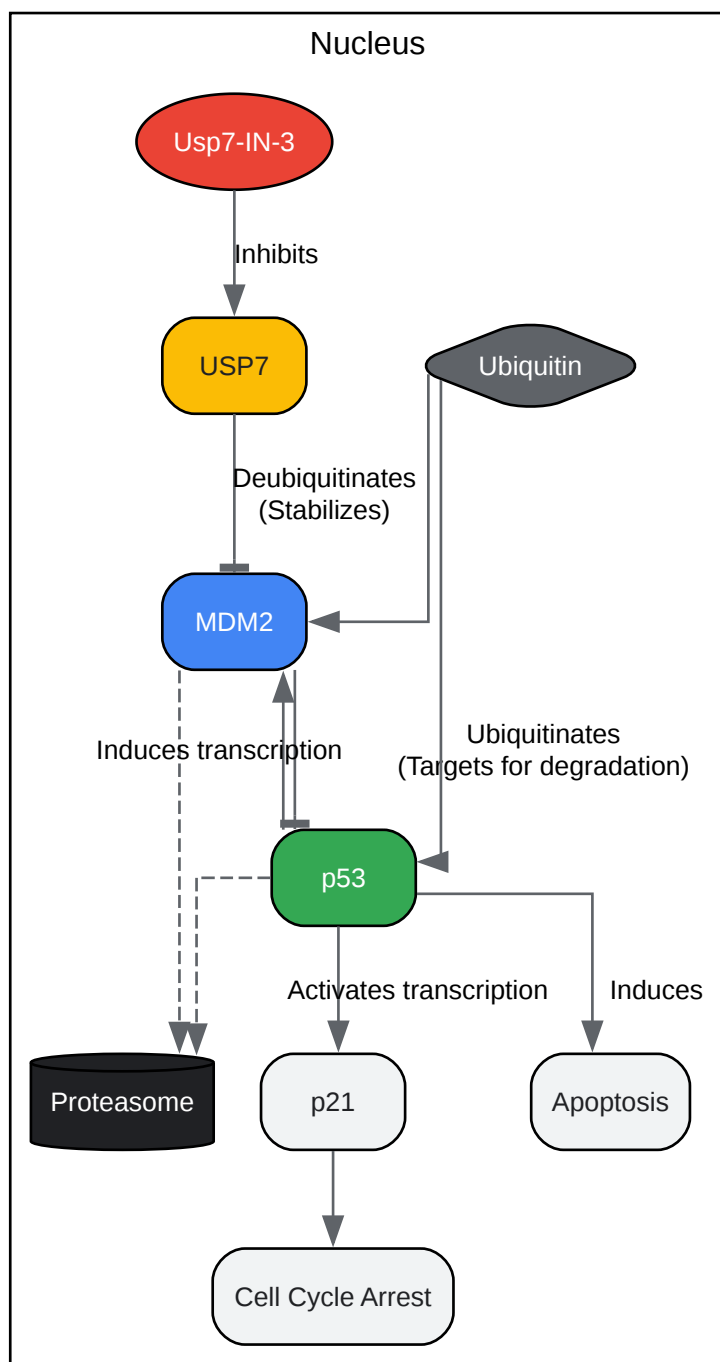 Nucleus
Usp7-IN-3
Inhibits
USP7
Ubiquitin
Deubiquitinates
(Stabilizes)
MDM2
Induces transcription
Ubiquitinates
(Targets for degradation)
p53
Activates transcription
Induces
Proteasome
p21
Apoptosis
Cell Cycle Arrest